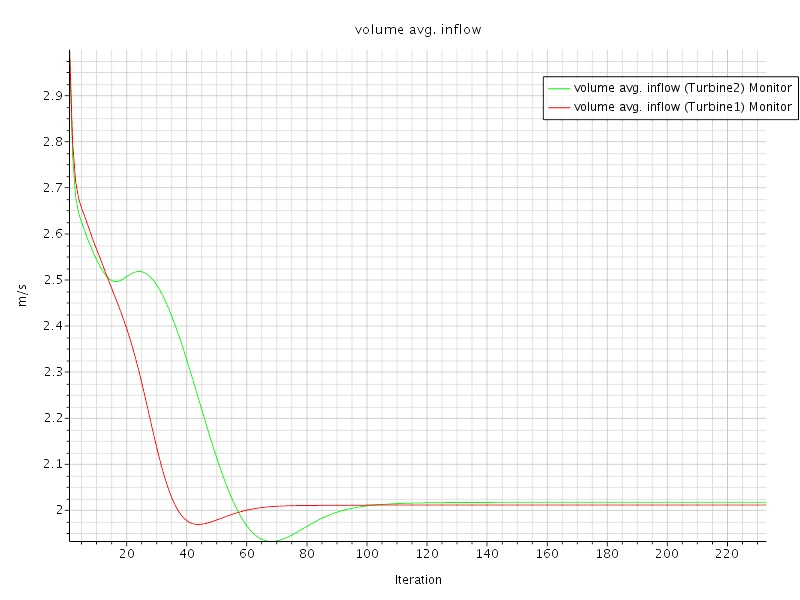 volume avg. inflow
volume avg. inflow (Turbine2) Monitor
volume avg. inflow (Turbine1) Monitor
2.9
2.8
2.7
2.6
2.5
2.4
2.3
2.2
2.1
2
m/s
20 40 60 80 100 120 140 160 180 200 220
Iteration